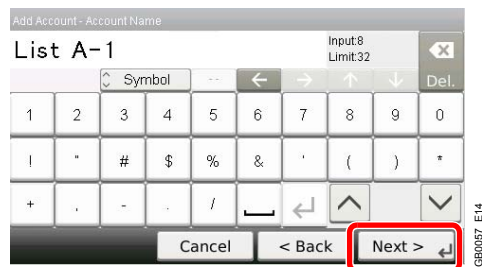 Add Account - Account Name
List A-1
Input:8
Limit:32
Symbol -- ← → ↑ ↓ Del.
1 2 3 4 5 6 7 8 9 0
! " # $ % & ' ( ) *
+ , - . /
Cancel < Back Next >
GB0057_E14